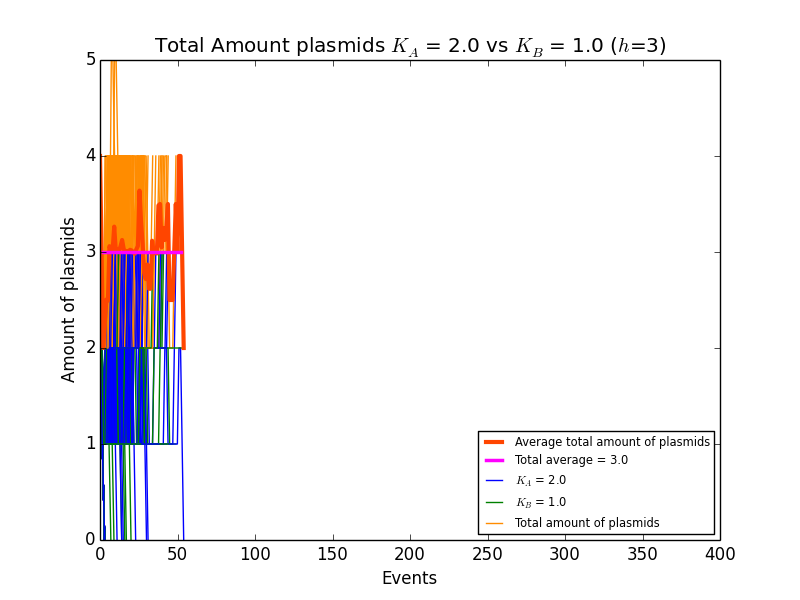 Total Amount plasmids K_A = 2.0 vs K_B = 1.0 (h=3)
5
4
3
2
1
0
Amount of plasmids
Average total amount of plasmids
Total average = 3.0
K_A = 2.0
K_B = 1.0
Total amount of plasmids
0 50 100 150 200 250 300 350 400
Events